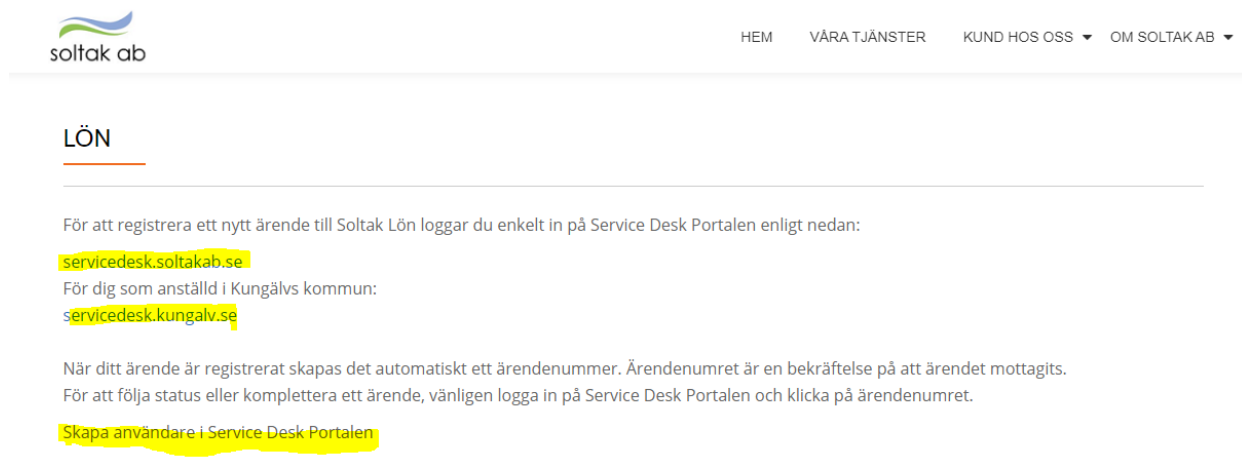 soltak ab
HEM VÅRA TJÄNSTER KUND HOS OSS OM SOLTAK AB
LÖN
För att registrera ett nytt ärende till Soltak Lön loggar du enkelt in på Service Desk Portalen enligt nedan:
servicedesk.soltakab.se
För dig som anställd i Kungälvs kommun:
servicedesk.kungalv.se
När ditt ärende är registrerat skapas det automatiskt ett ärendenummer. Ärendenumret är en bekräftelse på att ärendet mottagits.
För att följa status eller komplettera ett ärende, vänligen logga in på Service Desk Portalen och klicka på ärendenumret.
Skapa användare i Service Desk Portalen